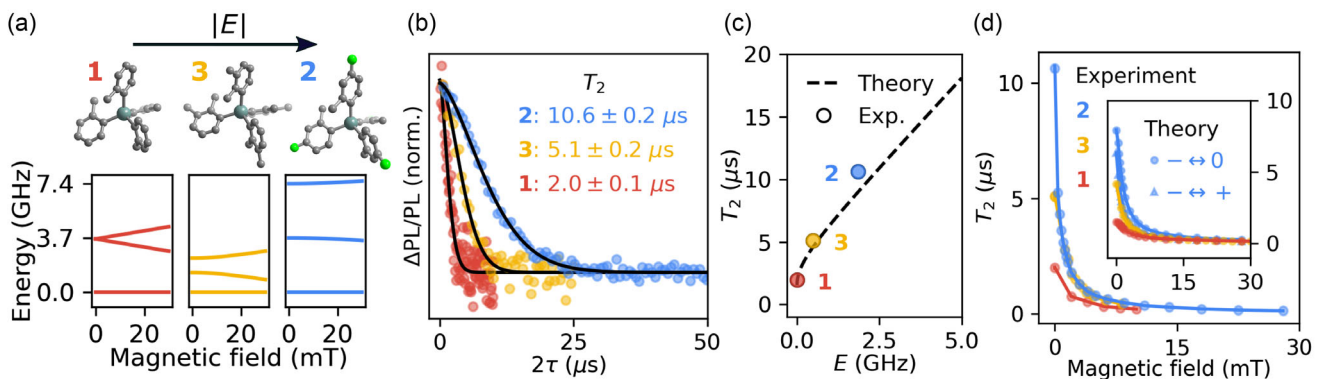 (a)
|E|
1
3
2
Energy (GHz)
7.4
3.7
0.0
0
20
0
20
0
20
Magnetic field (mT)
(b)
ΔPL/PL (norm.)
T₂
2: 10.6 ± 0.2 μs
3: 5.1 ± 0.2 μs
1: 2.0 ± 0.1 μs
0
25
50
2τ (μs)
(c)
T₂ (μs)
20
15
10
5
0
Theory
Exp.
2
3
1
0.0
2.5
5.0
E (GHz)
(d)
T₂ (μs)
10
5
0
Experiment
2
3
1
Theory
− ↔ 0
− ↔ +
10
5
0
0
15
30
0
15
30
Magnetic field (mT)